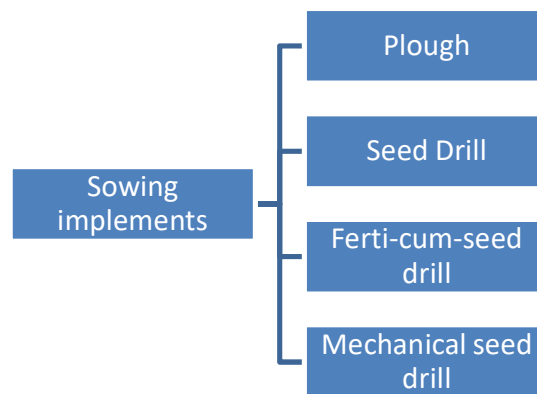 Sowing
implements
Plough
Seed Drill
Ferti-cum-seed
drill
Mechanical seed
drill